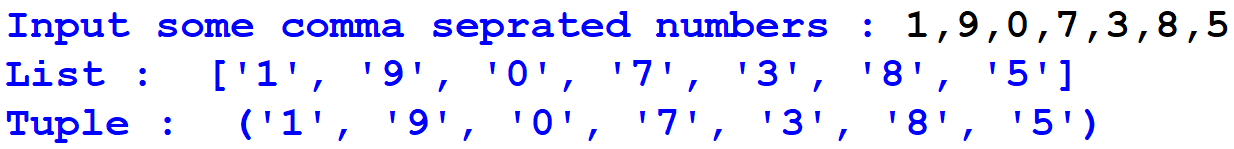 Input some comma seprated numbers : 1,9,0,7,3,8,5
List :  ['1', '9', '0', '7', '3', '8', '5']
Tuple :  ('1', '9', '0', '7', '3', '8', '5')